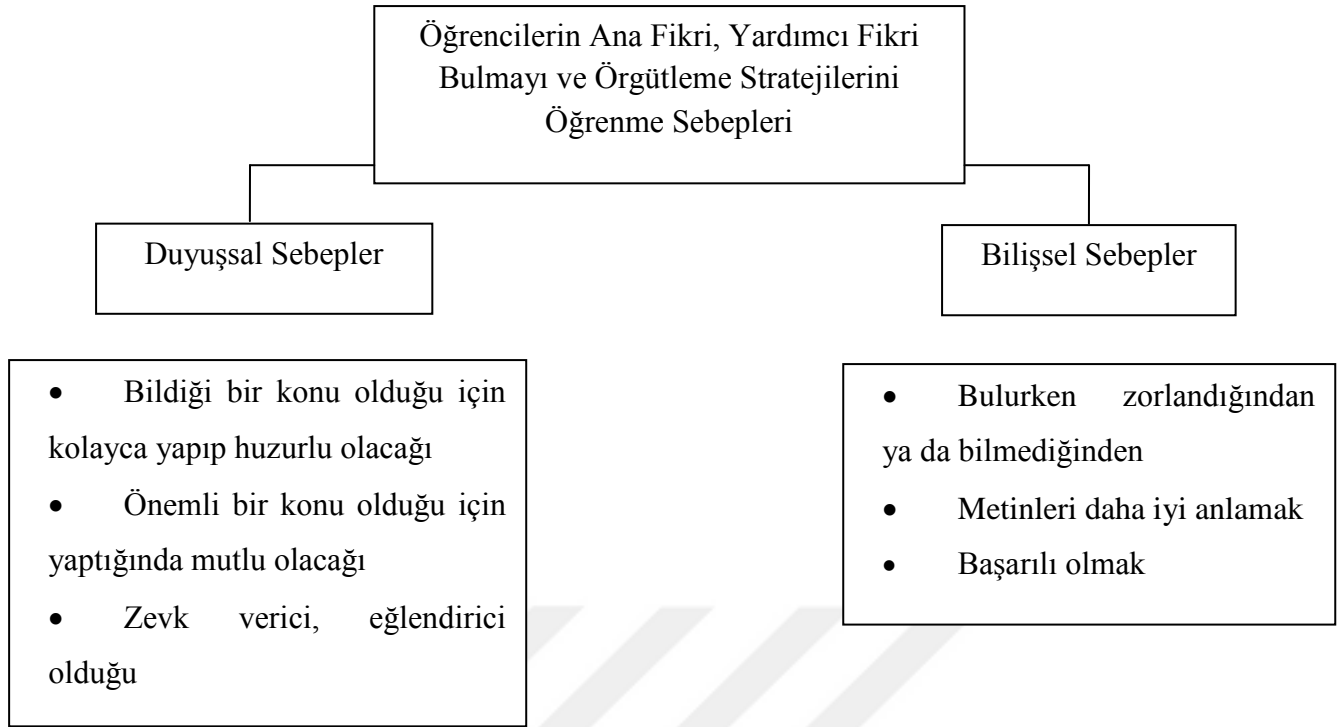 Öğrencilerin Ana Fikri, Yardımcı Fikri
Bulmayı ve Örgütleme Stratejilerini
Öğrenme Sebepleri
Duyuşsal Sebepler
Bilişsel Sebepler
• Bildiği bir konu olduğu için
kolayca yapıp huzurlu olacağı
• Önemli bir konu olduğu için
yaptığında mutlu olacağı
• Zevk verici, eğlendirici
olduğu
• Bulurken zorlandığından
ya da bilmediğinden
• Metinleri daha iyi anlamak
• Başarılı olmak